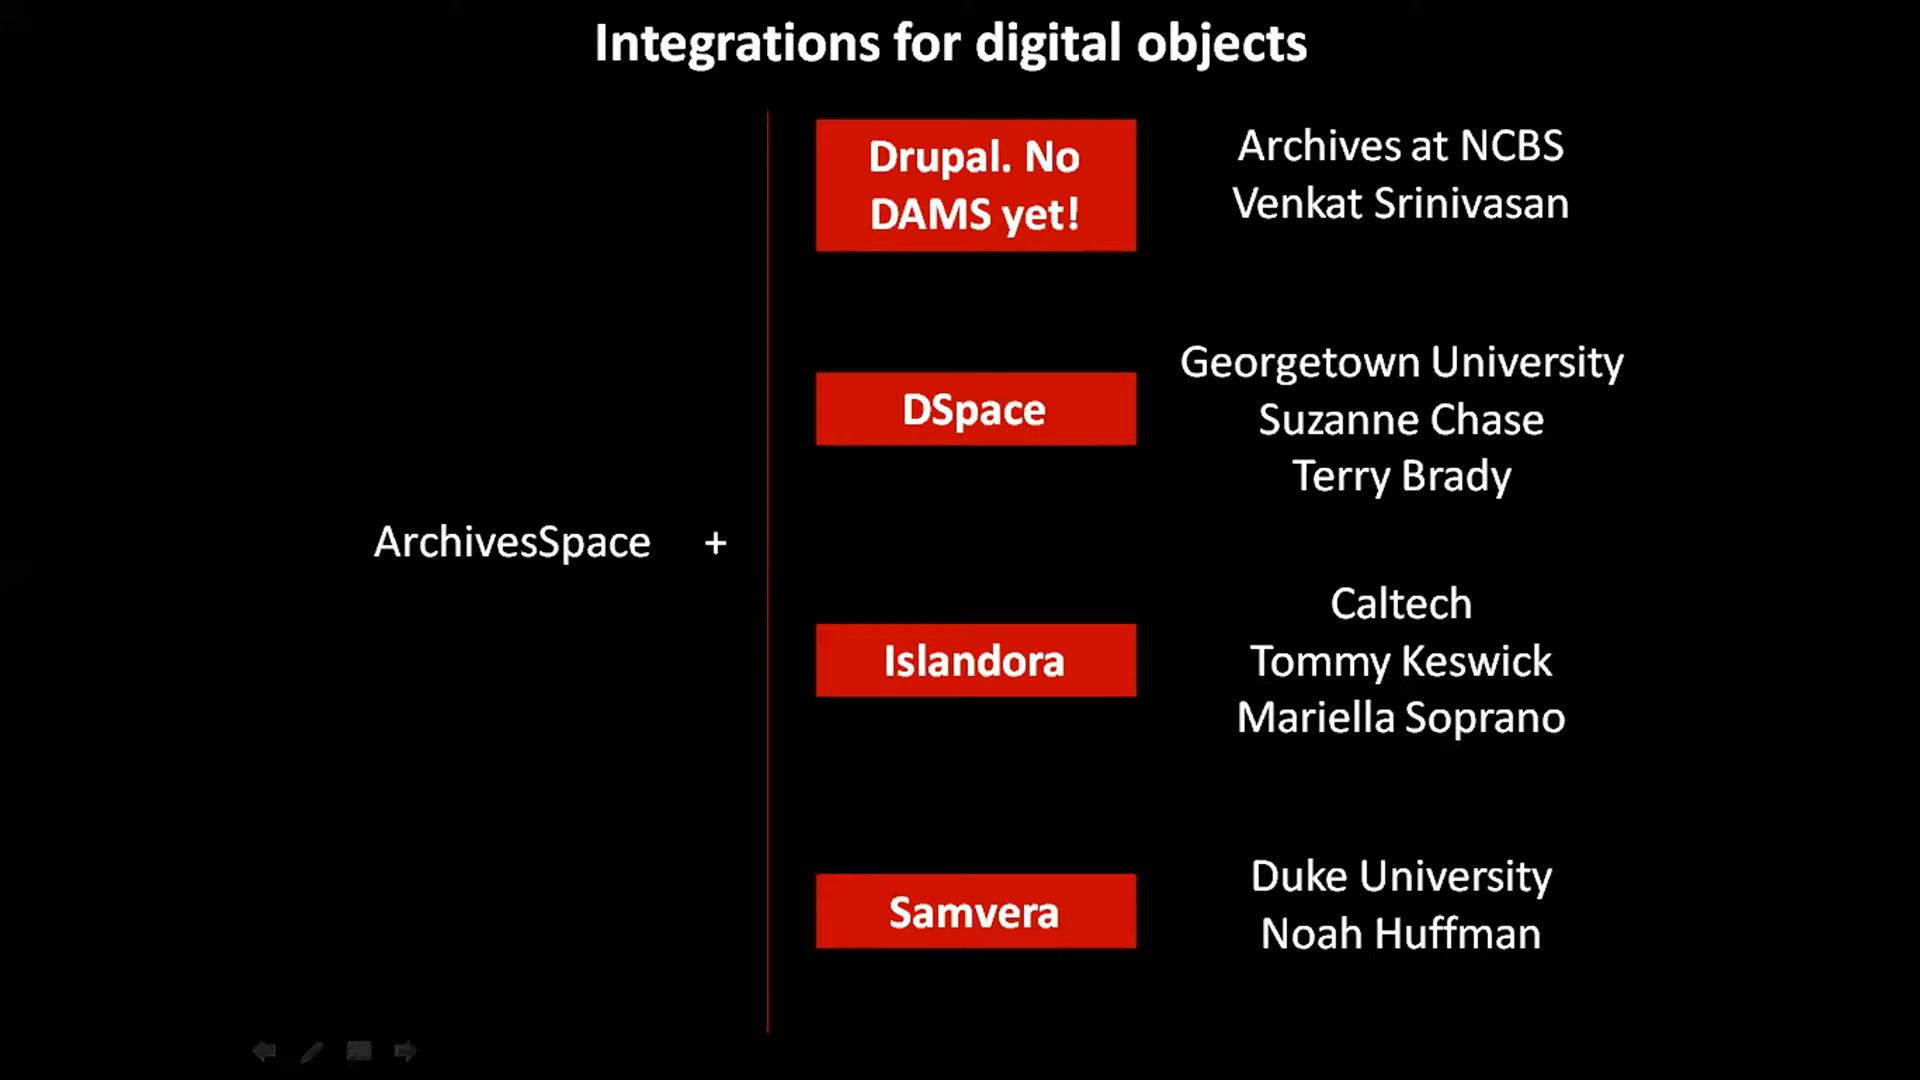 Integrations for digital objects
ArchivesSpace +
Drupal. No
DAMS yet!
Archives at NCBS
Venkat Srinivasan
DSpace
Georgetown University
Suzanne Chase
Terry Brady
Islandora
Caltech
Tommy Keswick
Mariella Soprano
Samvera
Duke University
Noah Huffman